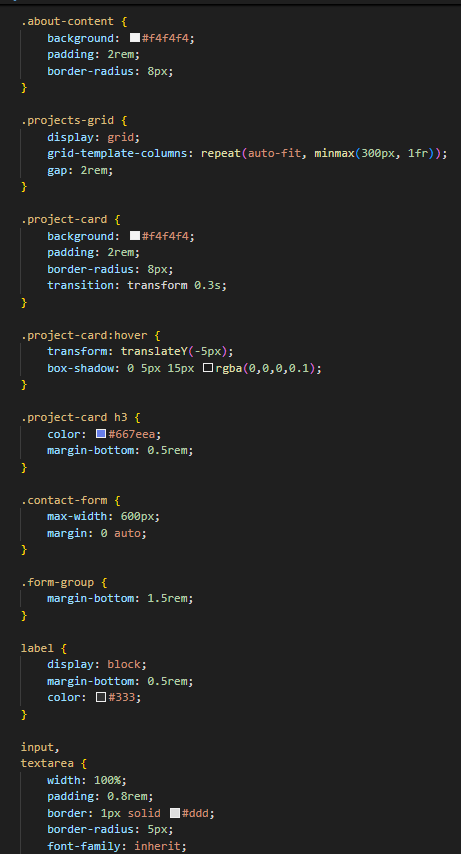 .about-content {
    background: #f4f4f4;
    padding: 2rem;
    border-radius: 8px;
}

.projects-grid {
    display: grid;
    grid-template-columns: repeat(auto-fit, minmax(300px, 1fr));
    gap: 2rem;
}

.project-card {
    background: #f4f4f4;
    padding: 2rem;
    border-radius: 8px;
    transition: transform 0.3s;
}

.project-card:hover {
    transform: translateY(-5px);
    box-shadow: 0 5px 15px rgba(0,0,0,0.1);
}

.project-card h3 {
    color: #667eea;
    margin-bottom: 0.5rem;
}

.contact-form {
    max-width: 600px;
    margin: 0 auto;
}

.form-group {
    margin-bottom: 1.5rem;
}

label {
    display: block;
    margin-bottom: 0.5rem;
    color: #333;
}

input,
textarea {
    width: 100%;
    padding: 0.8rem;
    border: 1px solid #ddd;
    border-radius: 5px;
    font-family: inherit;